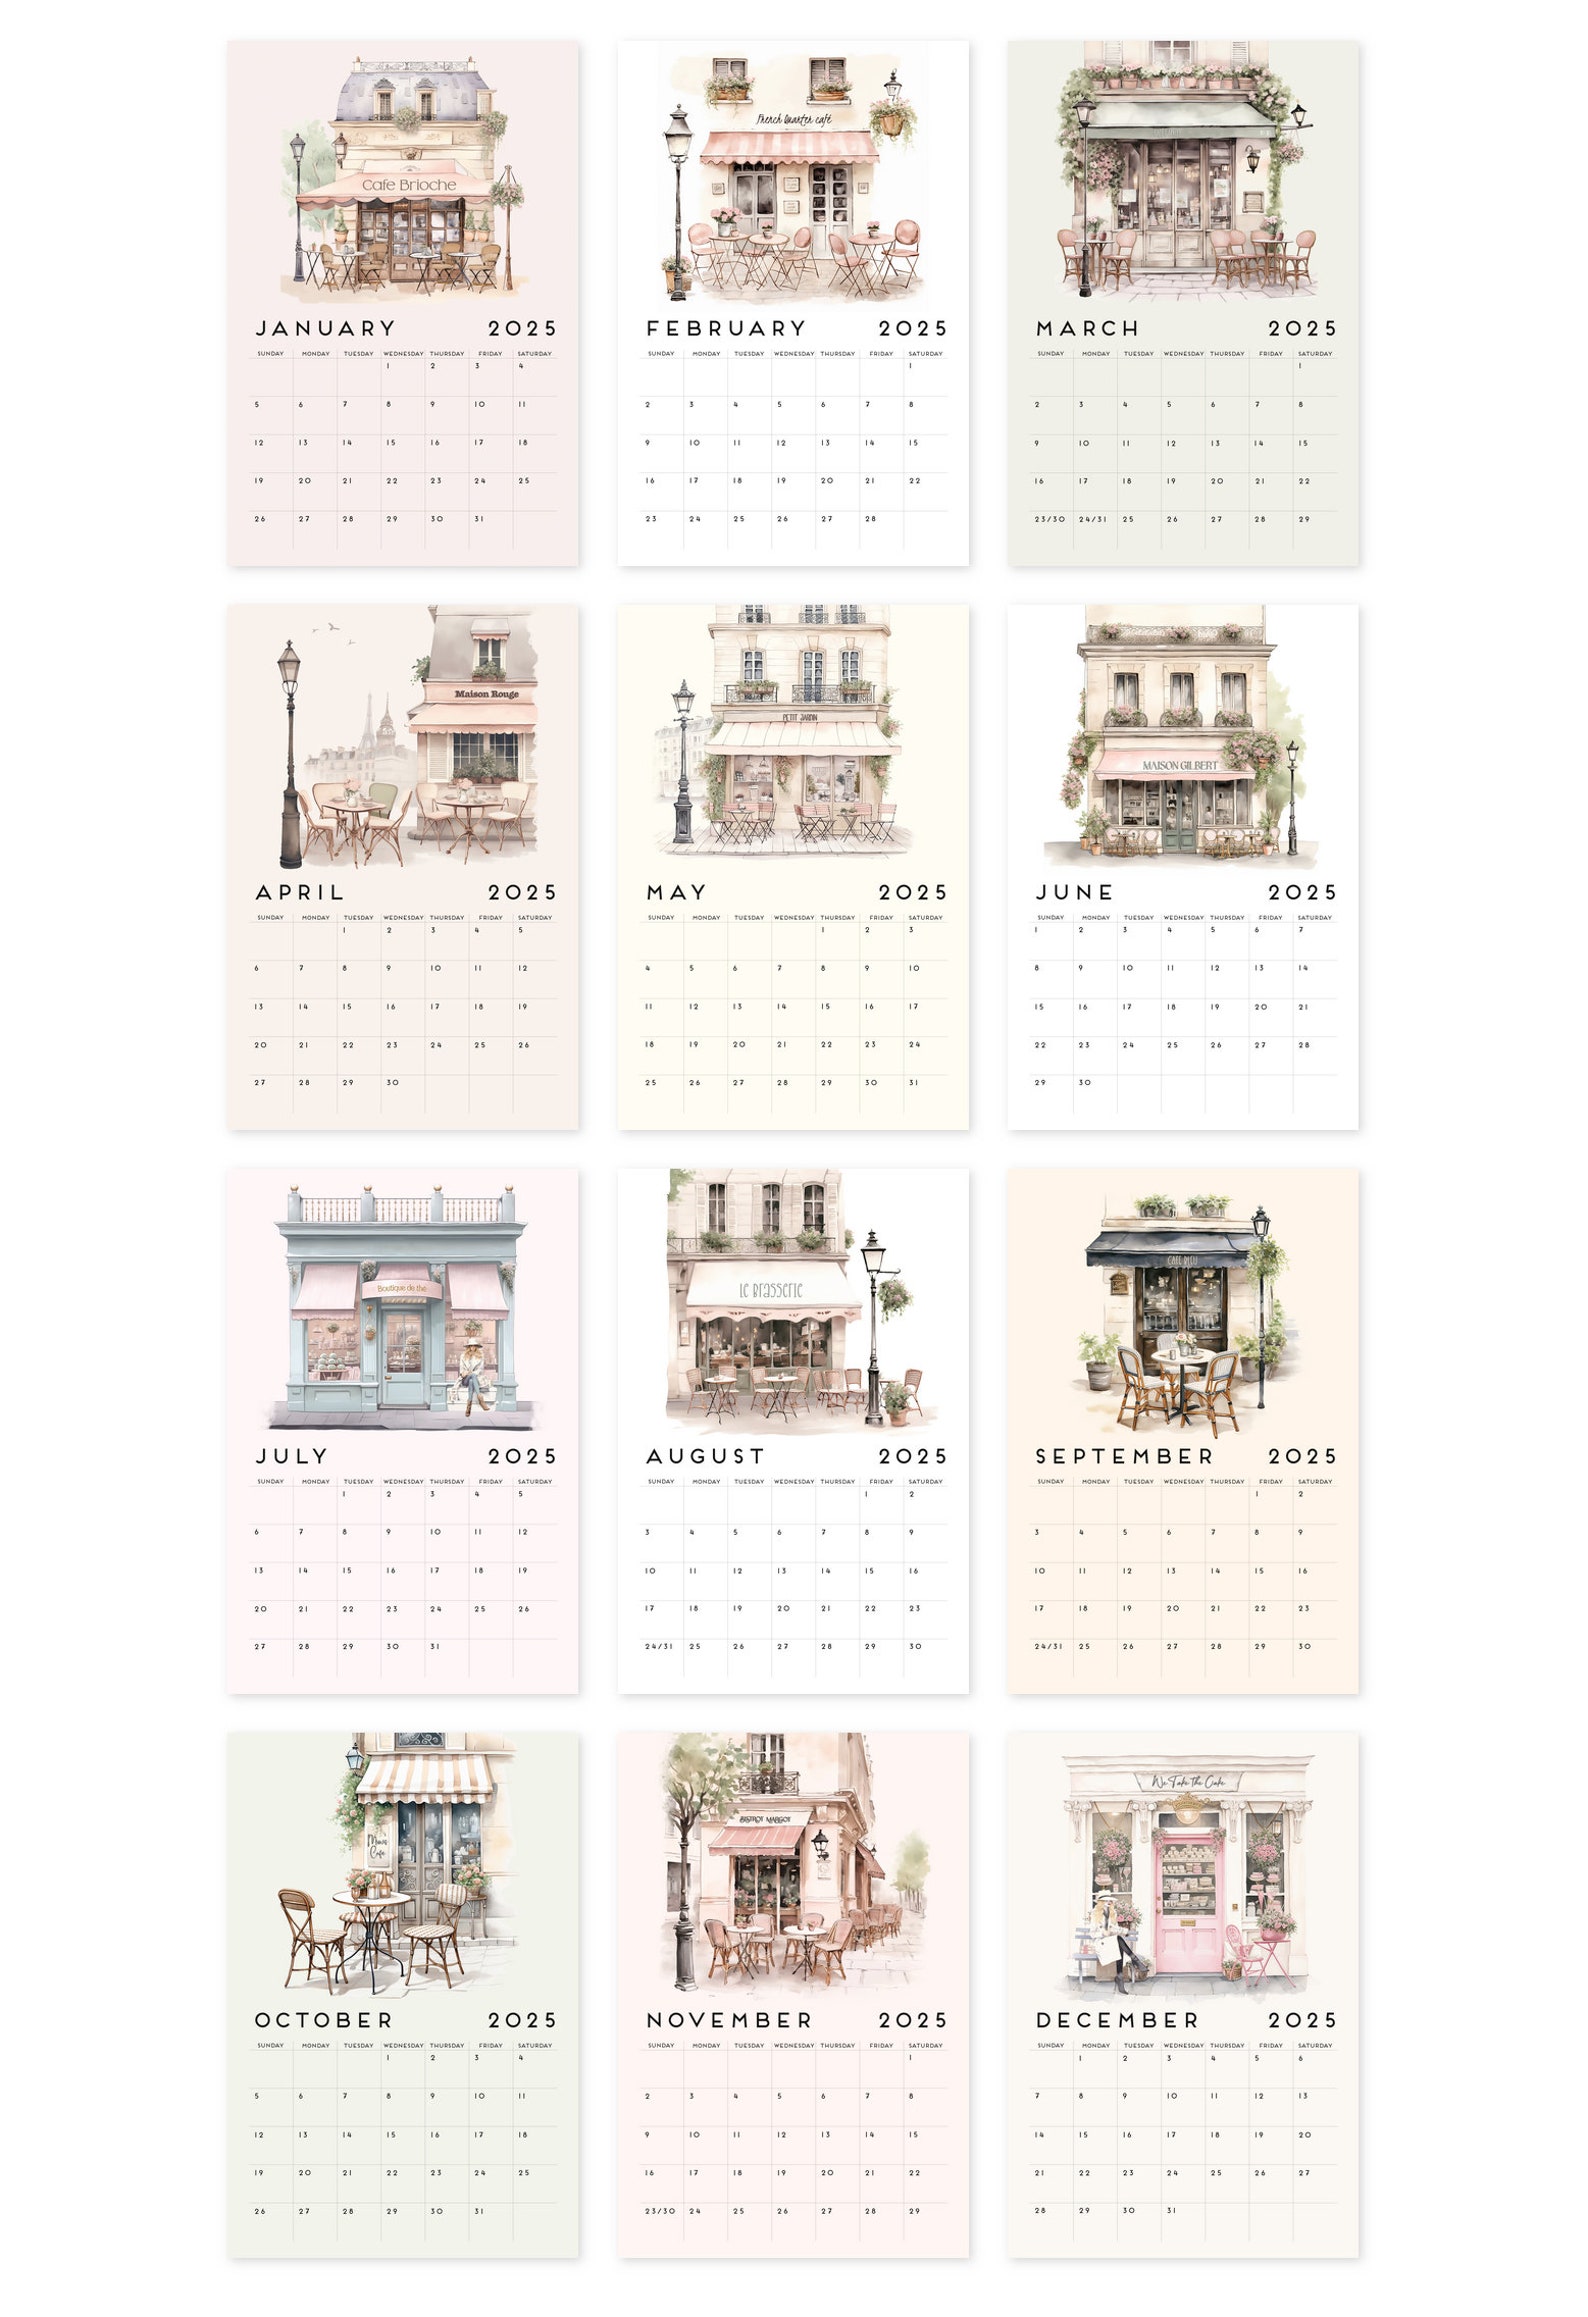 Cafe Brioche
JANUARY 2025
SUNDAY MONDAY TUESDAY WEDNESDAY THURSDAY FRIDAY SATURDAY
1 2 3 4
5 6 7 8 9 10 11
12 13 14 15 16 17 18
19 20 21 22 23 24 25
26 27 28 29 30 31
French Quarter café
FEBRUARY 2025
SUNDAY MONDAY TUESDAY WEDNESDAY THURSDAY FRIDAY SATURDAY
1
2 3 4 5 6 7 8
9 10 11 12 13 14 15
16 17 18 19 20 21 22
23 24 25 26 27 28
MARCH 2025
SUNDAY MONDAY TUESDAY WEDNESDAY THURSDAY FRIDAY SATURDAY
1
2 3 4 5 6 7 8
9 10 11 12 13 14 15
16 17 18 19 20 21 22
23/30 24/31 25 26 27 28 29
Maison Rouge
APRIL 2025
SUNDAY MONDAY TUESDAY WEDNESDAY THURSDAY FRIDAY SATURDAY
1 2 3 4 5
6 7 8 9 10 11 12
13 14 15 16 17 18 19
20 21 22 23 24 25 26
27 28 29 30
PETIT JARDIN
MAY 2025
SUNDAY MONDAY TUESDAY WEDNESDAY THURSDAY FRIDAY SATURDAY
1 2 3
4 5 6 7 8 9 10
11 12 13 14 15 16 17
18 19 20 21 22 23 24
25 26 27 28 29 30 31
MAISON GILBERT
JUNE 2025
SUNDAY MONDAY TUESDAY WEDNESDAY THURSDAY FRIDAY SATURDAY
1 2 3 4 5 6 7
8 9 10 11 12 13 14
15 16 17 18 19 20 21
22 23 24 25 26 27 28
29 30
Boutique de thé
JULY 2025
SUNDAY MONDAY TUESDAY WEDNESDAY THURSDAY FRIDAY SATURDAY
1 2 3 4 5
6 7 8 9 10 11 12
13 14 15 16 17 18 19
20 21 22 23 24 25 26
27 28 29 30 31
Le Brasserie
AUGUST 2025
SUNDAY MONDAY TUESDAY WEDNESDAY THURSDAY FRIDAY SATURDAY
1 2
3 4 5 6 7 8 9
10 11 12 13 14 15 16
17 18 19 20 21 22 23
24/31 25 26 27 28 29 30
CAFE BLEU
SEPTEMBER 2025
SUNDAY MONDAY TUESDAY WEDNESDAY THURSDAY FRIDAY SATURDAY
1 2
3 4 5 6 7 8 9
10 11 12 13 14 15 16
17 18 19 20 21 22 23
24/31 25 26 27 28 29 30
Cafe
OCTOBER 2025
SUNDAY MONDAY TUESDAY WEDNESDAY THURSDAY FRIDAY SATURDAY
1 2 3 4
5 6 7 8 9 10 11
12 13 14 15 16 17 18
19 20 21 22 23 24 25
26 27 28 29 30 31
BISTROT MARGOT
NOVEMBER 2025
SUNDAY MONDAY TUESDAY WEDNESDAY THURSDAY FRIDAY SATURDAY
1
2 3 4 5 6 7 8
9 10 11 12 13 14 15
16 17 18 19 20 21 22
23/30 24 25 26 27 28 29
We Take the Cake
DECEMBER 2025
SUNDAY MONDAY TUESDAY WEDNESDAY THURSDAY FRIDAY SATURDAY
1 2 3 4 5 6
7 8 9 10 11 12 13
14 15 16 17 18 19 20
21 22 23 24 25 26 27
28 29 30 31